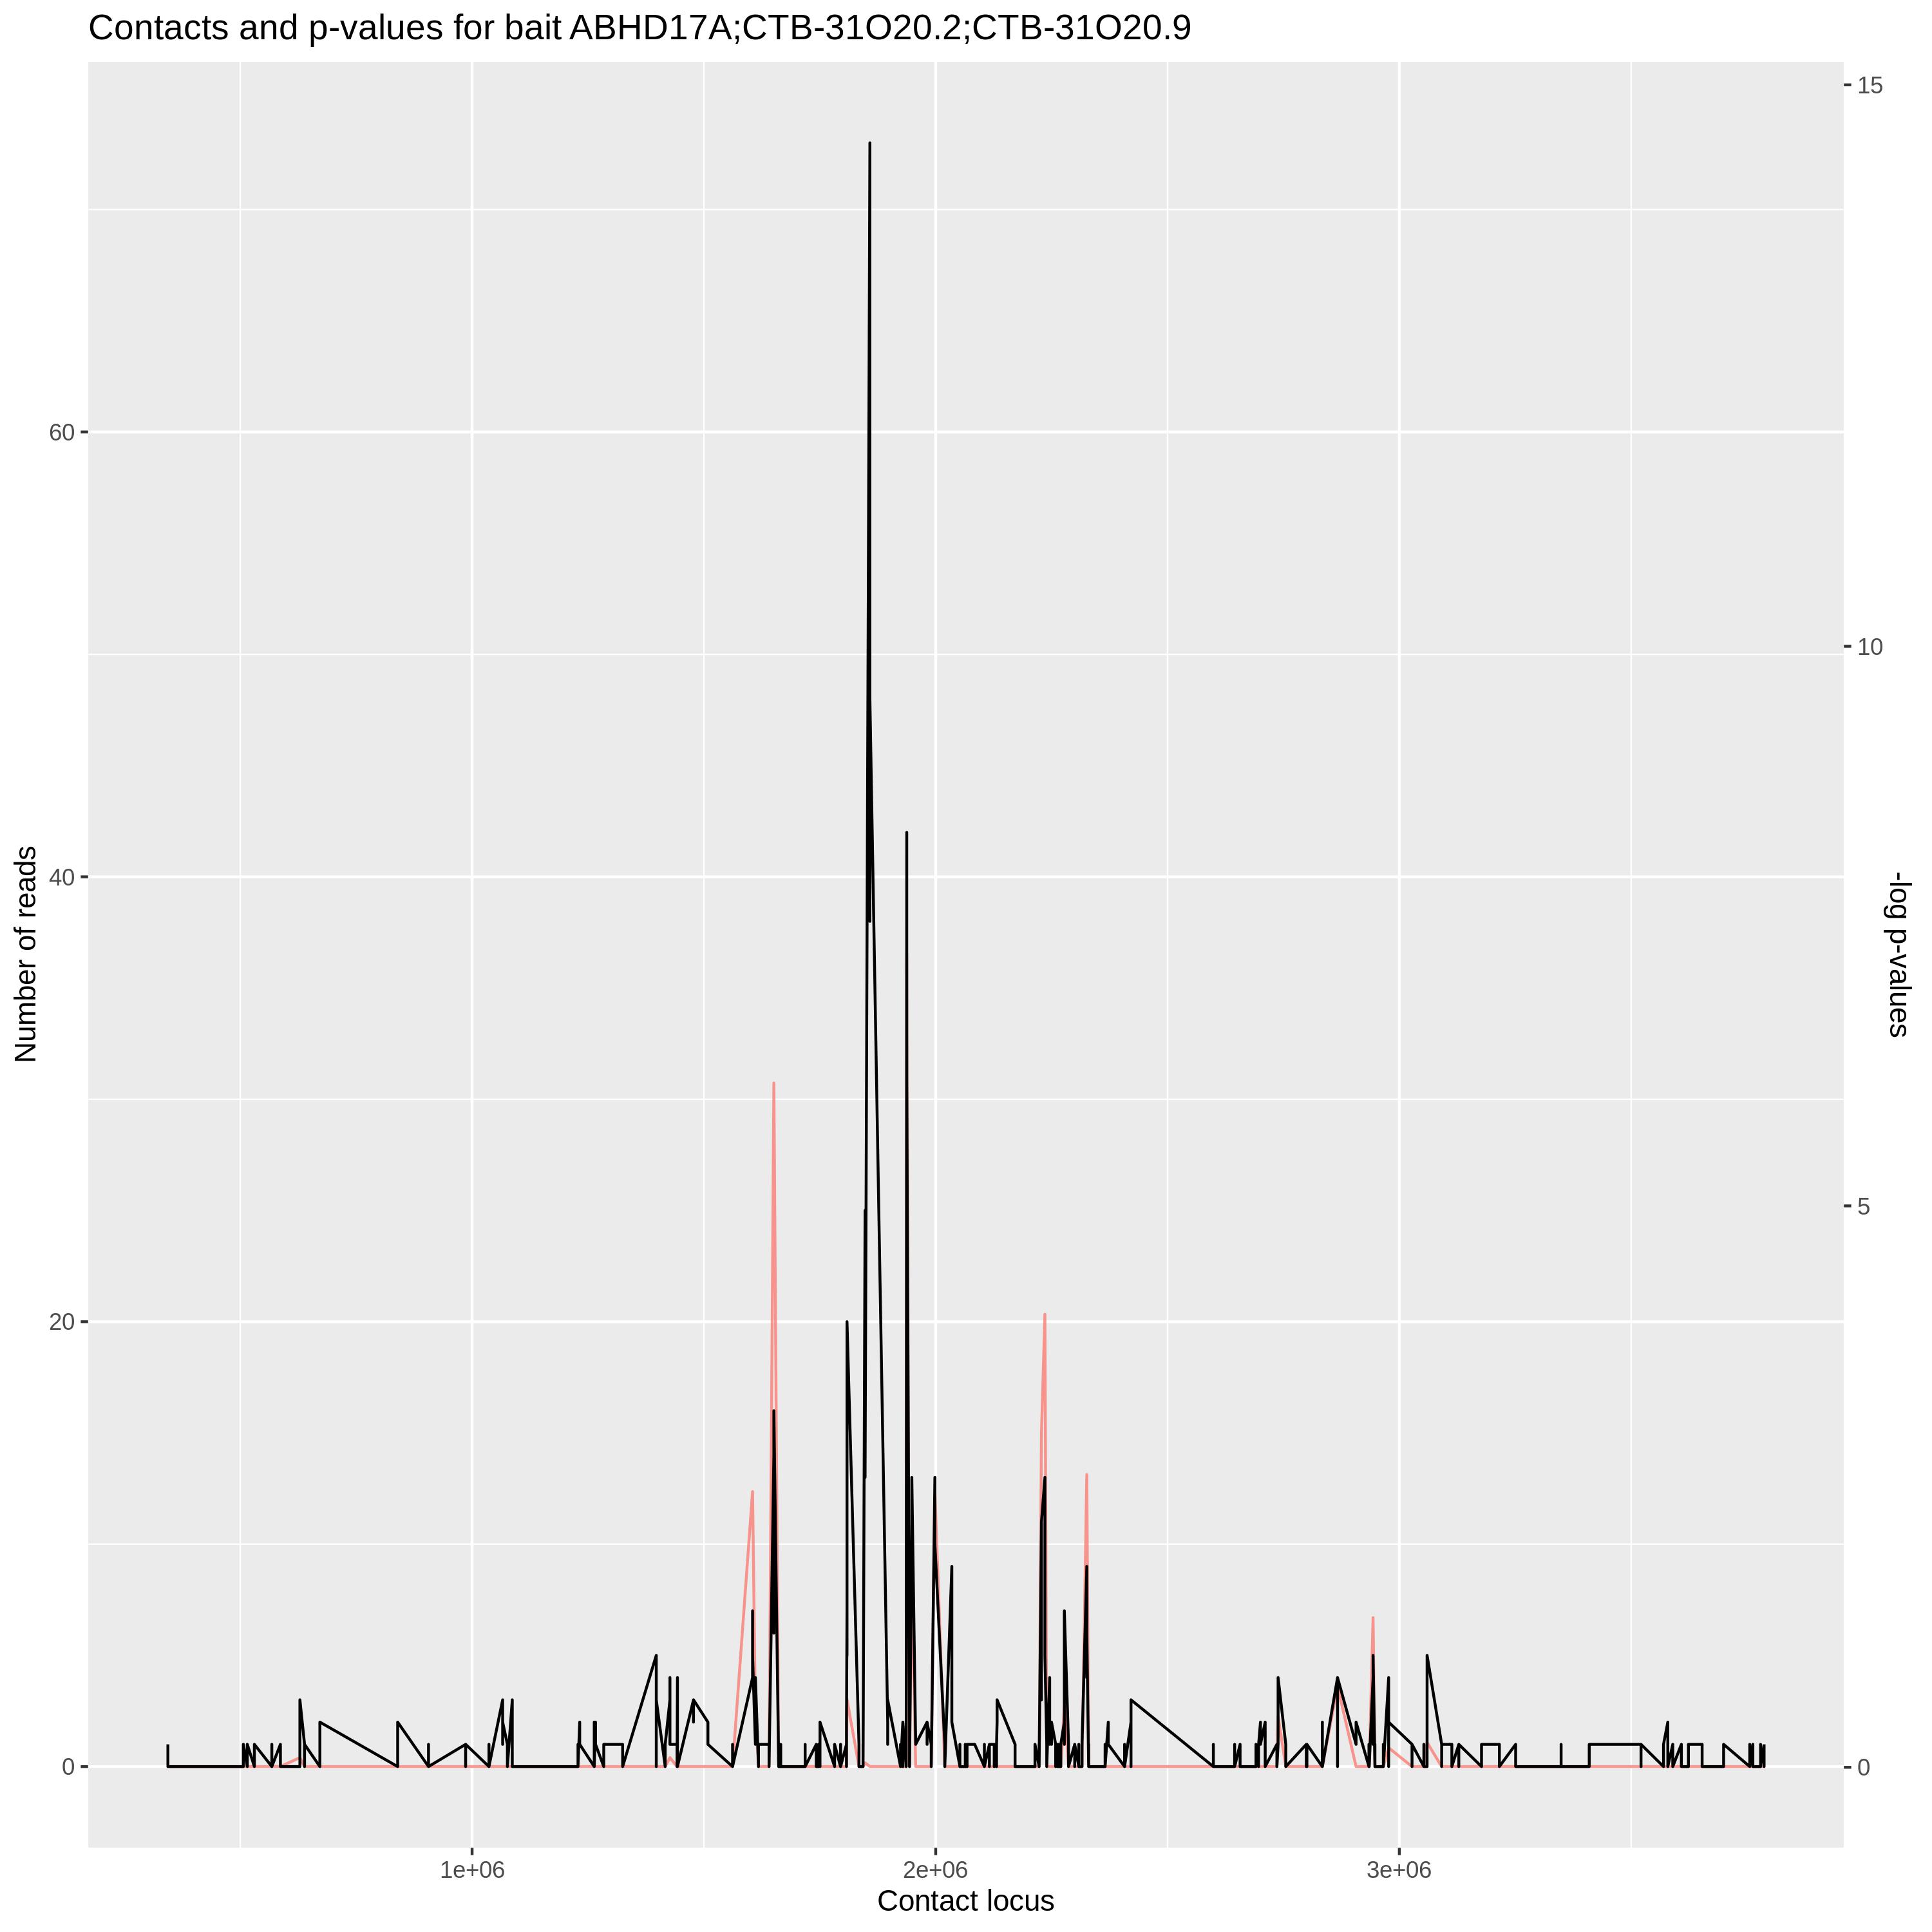 Contacts and p-values for bait ABHD17A;CTB-31O20.2;CTB-31O20.9
15
60
10
40
Number of reads
-log p-values
5
20
0
0
1e+06
2e+06
3e+06
Contact locus